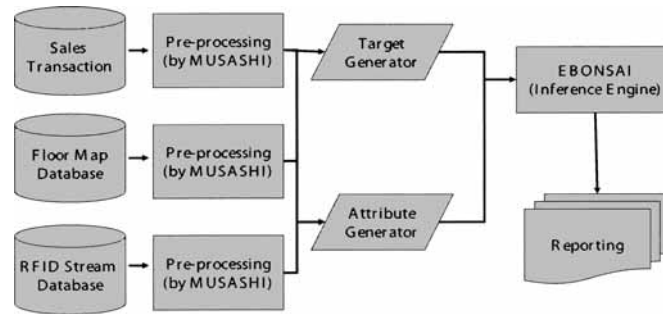 Sales
Transaction
Pre-processing
(by MUSASHI)
Target
Generator
EBONSAI
(Inference Engine)
Floor Map
Database
Pre-processing
(by MUSASHI)
Attribute
Generator
Reporting
RFID Stream
Database
Pre-processing
(by MUSASHI)